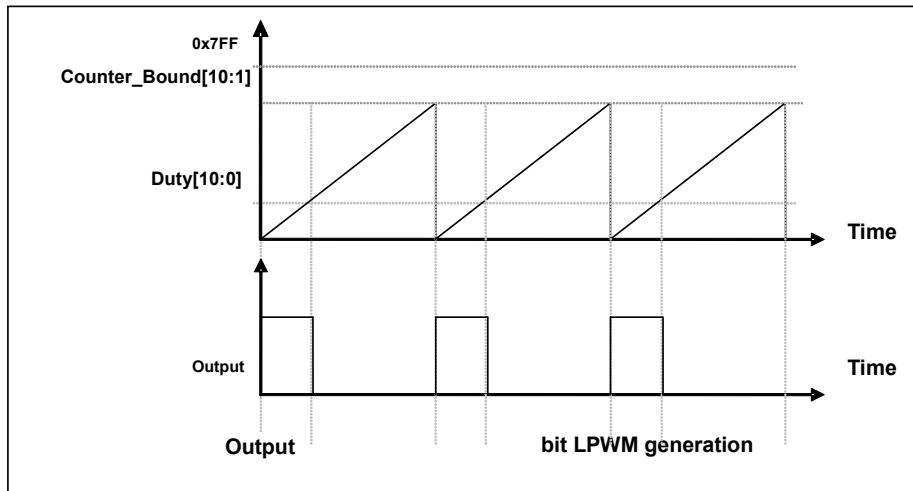 0x7FF
Counter_Bound[10:1]
Duty[10:0]
Time
Output
Time
Output
bit LPWM generation